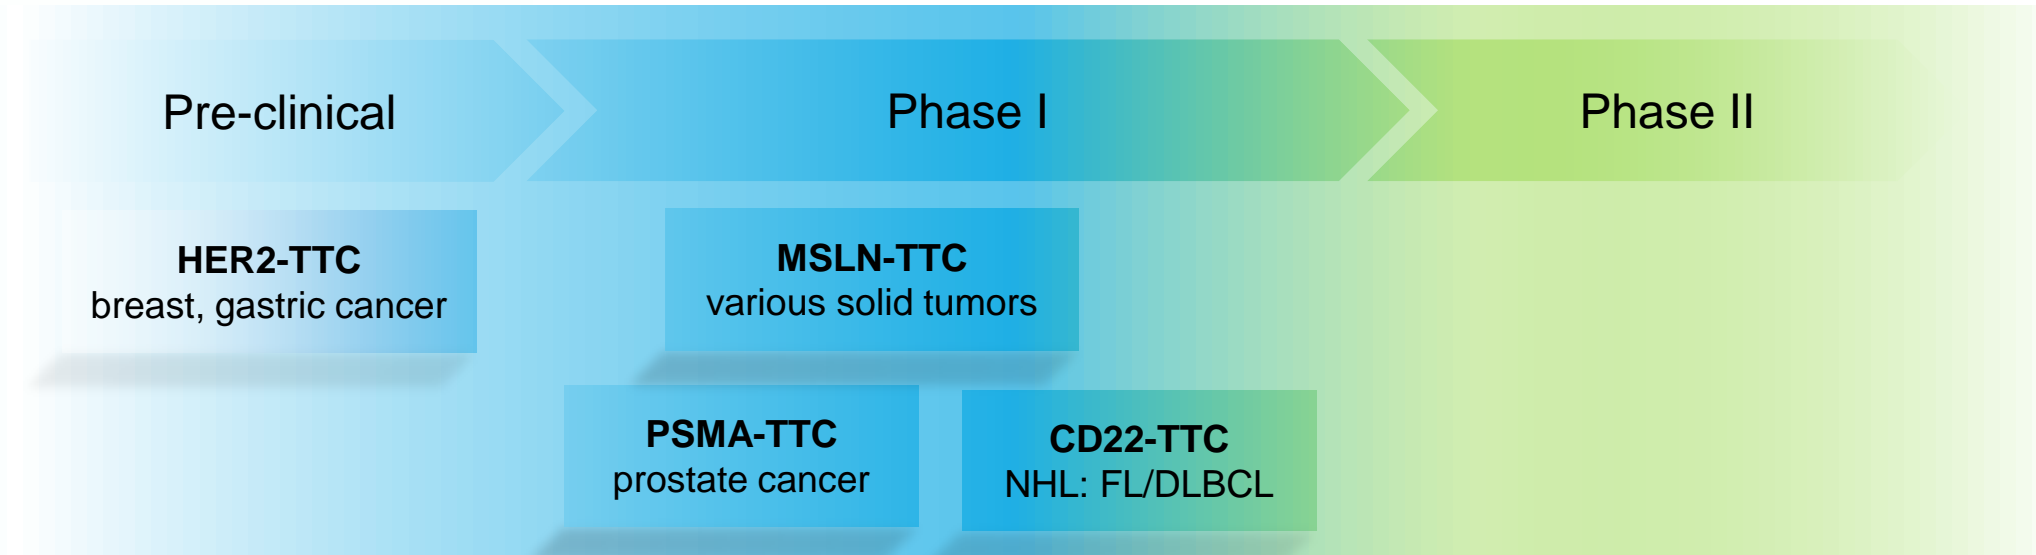 Pre-clinical
Phase I
Phase II
HER2-TTC
breast, gastric cancer
MSLN-TTC
various solid tumors
PSMA-TTC
prostate cancer
CD22-TTC
NHL: FL/DLBCL